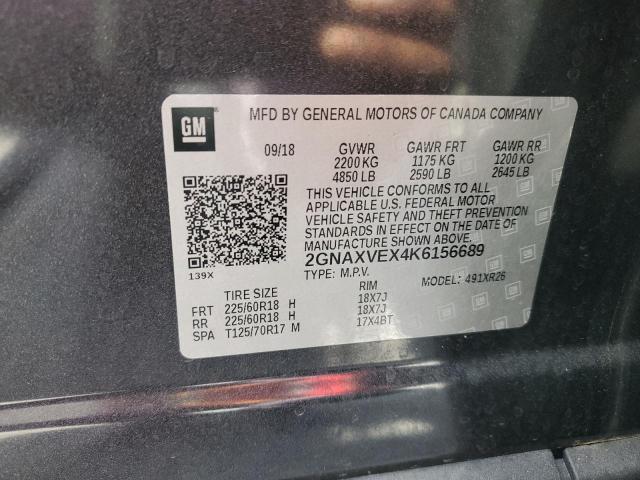 GM
MFD BY GENERAL MOTORS OF CANADA COMPANY
09/18 GVWR GAWR FRT GAWR RR
2200 KG 1175 KG 1200 KG
4850 LB 2590 LB 2645 LB
THIS VEHICLE CONFORMS TO ALL
APPLICABLE U.S. FEDERAL MOTOR
VEHICLE SAFETY AND THEFT PREVENTION
STANDARDS IN EFFECT ON THE DATE OF
MANUFACTURE SHOWN ABOVE.
139X 2GNAXVEX4K6156689
TYPE: M.P.V. MODEL: 491XR26
TIRE SIZE RIM
FRT 225/60R18 H 18X7J
RR 225/60R18 H 18X7J
SPA T125/70R17 M 17X4BT